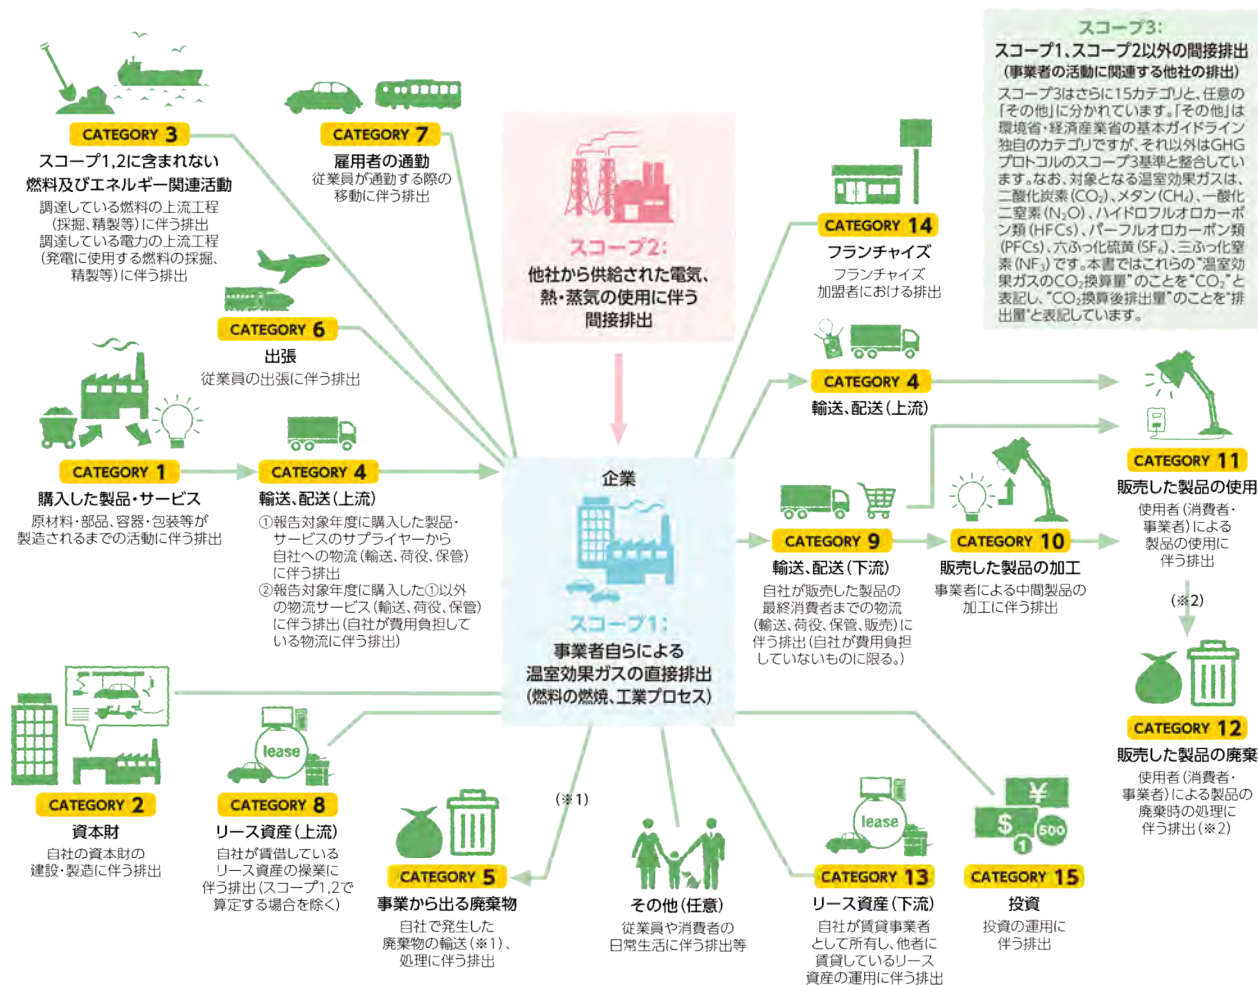 スコープ3:
スコープ1、スコープ2以外の間接排出
(事業者の活動に関連する他社の排出)
スコープ3はさらに15カテゴリと、任意の
「その他」に分かれています。「その他」は
環境省・経済産業省の基本ガイドライン
独自のカテゴリですが、それ以外はGHG
プロトコルのスコープ3基準と整合してい
ます。なお、対象となる温室効果ガスは、
二酸化炭素(CO₂)、メタン(CH₄)、一酸化
二窒素(N₂O)、ハイドロフルオロカーボ
ン類(HFCs)、パーフルオロカーボン類
(PFCs)、六ふっ化硫黄(SF₆)、三ふっ化窒
素(NF₃)です。本書ではこれらの"温室効
果ガスのCO₂換算量"のことを"CO₂"と
表記し、"CO₂換算後排出量"のことを"排
出量"と表記しています。
CATEGORY 3
スコープ1,2に含まれない
燃料及びエネルギー関連活動
調達している燃料の上流工程
(採掘、精製等)に伴う排出
調達している電力の上流工程
(発電に使用する燃料の採掘、
精製等)に伴う排出
CATEGORY 7
雇用者の通勤
従業員が通勤する際の
移動に伴う排出
スコープ2:
他社から供給された電気、
熱・蒸気の使用に伴う
間接排出
CATEGORY 14
フランチャイズ
フランチャイズ
加盟者における排出
CATEGORY 6
出張
従業員の出張に伴う排出
CATEGORY 4
輸送、配送(上流)
CATEGORY 1
購入した製品・サービス
原材料・部品、容器・包装等が
製造されるまでの活動に伴う排出
CATEGORY 4
輸送、配送(上流)
①報告対象年度に購入した製品・
サービスのサプライヤーから
自社への物流(輸送、荷役、保管)
に伴う排出
②報告対象年度に購入した①以外
の物流サービス(輸送、荷役、保管)
に伴う排出(自社が費用負担して
いる物流に伴う排出)
企業
スコープ1:
事業者自らによる
温室効果ガスの直接排出
(燃料の燃焼、工業プロセス)
CATEGORY 9
輸送、配送(下流)
自社が販売した製品の
最終消費者までの物流
(輸送、荷役、保管、販売)に
伴う排出(自社が費用負担
していないものに限る。)
CATEGORY 10
販売した製品の加工
事業者による中間製品の
加工に伴う排出
CATEGORY 11
販売した製品の使用
使用者(消費者・
事業者)による
製品の使用に
伴う排出
(※2)
CATEGORY 12
販売した製品の廃棄
使用者(消費者・
事業者)による製品の
廃棄時の処理に
伴う排出(※2)
CATEGORY 2
資本財
自社の資本財の
建設・製造に伴う排出
lease
CATEGORY 8
リース資産(上流)
自社が賃借している
リース資産の操業に
伴う排出(スコープ1,2で
算定する場合を除く)
(※1)
CATEGORY 5
事業から出る廃棄物
自社で発生した
廃棄物の輸送(※1)、
処理に伴う排出
その他(任意)
従業員や消費者の
日常生活に伴う排出等
lease
CATEGORY 13
リース資産(下流)
自社が賃貸事業者
として所有し、他者に
賃貸しているリース
資産の運用に伴う排出
¥
$
500
1
CATEGORY 15
投資
投資の運用に
伴う排出